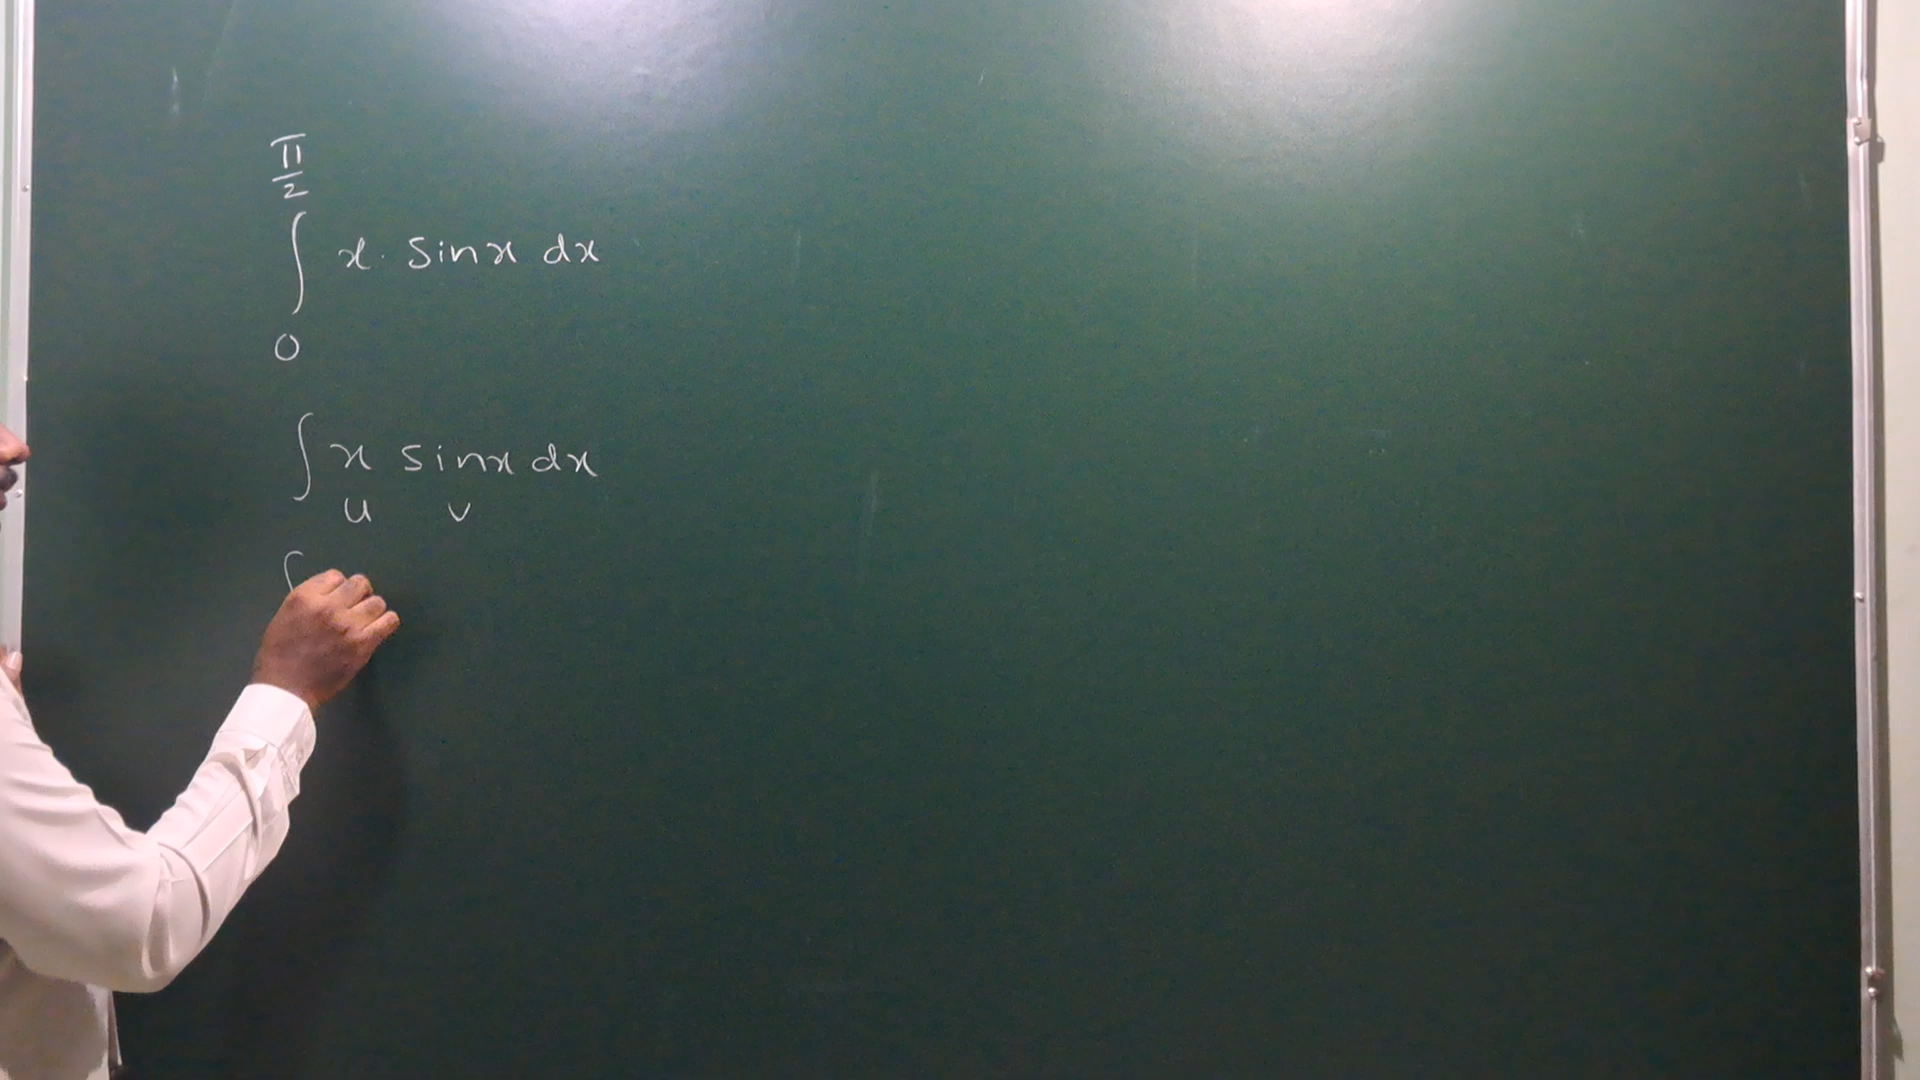 π/2
∫ x. sinx dx
0
∫ x sinx dx
u v
∫